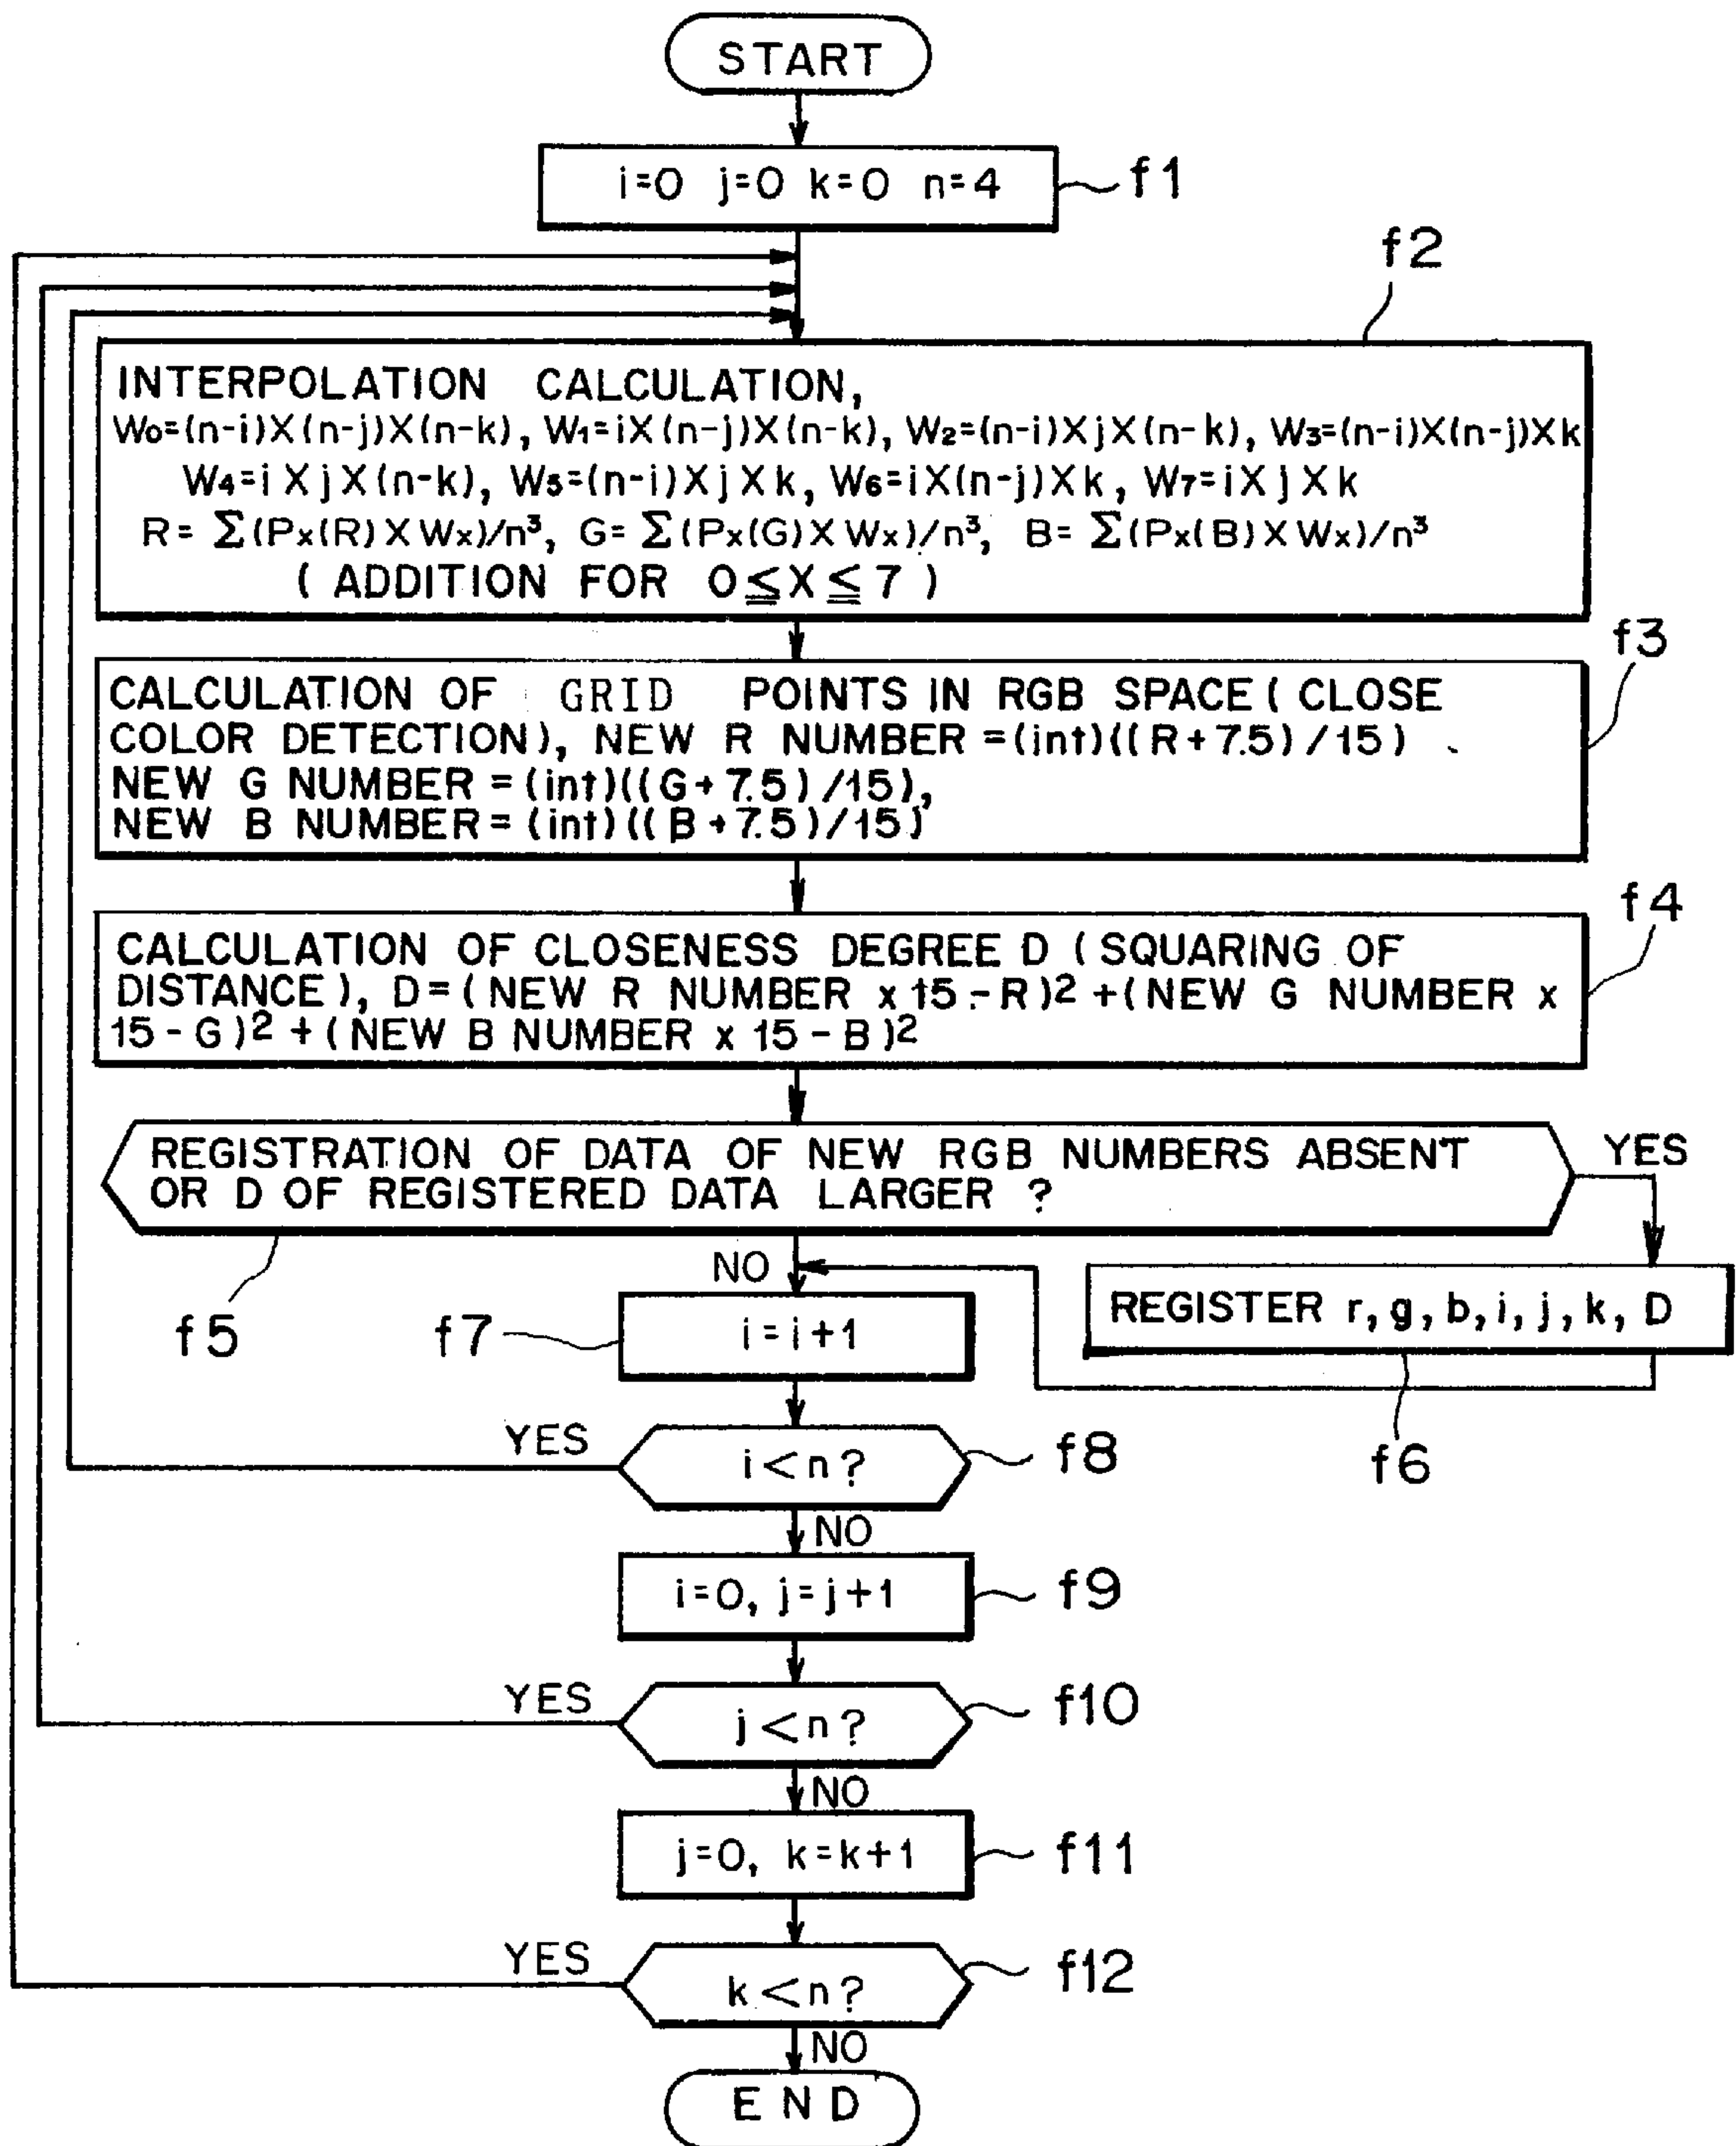 START
i=0 j=0 k=0 n=4
f1
f2
INTERPOLATION CALCULATION,
W₀=(n-i)X(n-j)X(n-k), W₁=iX(n-j)X(n-k), W₂=(n-i)XjX(n-k), W₃=(n-i)X(n-j)Xk
W₄=iXjX(n-k), W₅=(n-i)XjXk, W₆=iX(n-j)Xk, W₇=iXjXk
R=Σ(Px(R)XWx)/n³, G=Σ(Px(G)XWx)/n³, B=Σ(Px(B)XWx)/n³
(ADDITION FOR 0≦X≦7)
f3
CALCULATION OF GRID POINTS IN RGB SPACE (CLOSE
COLOR DETECTION), NEW R NUMBER =(int)((R+7.5)/15)
NEW G NUMBER =(int)((G+7.5)/15),
NEW B NUMBER=(int)((B+7.5)/15)
f4
CALCULATION OF CLOSENESS DEGREE D (SQUARING OF
DISTANCE), D=(NEW R NUMBER x 15-R)²+(NEW G NUMBER x
15-G)²+(NEW B NUMBER x 15-B)²
REGISTRATION OF DATA OF NEW RGB NUMBERS ABSENT
OR D OF REGISTERED DATA LARGER ?
YES
f5
NO
REGISTER r, g, b, i, j, k, D
f6
f7
i=i+1
YES
i<n?
f8
NO
i=0, j=j+1
f9
YES
j<n?
f10
NO
j=0, k=k+1
f11
YES
k<n?
f12
NO
END